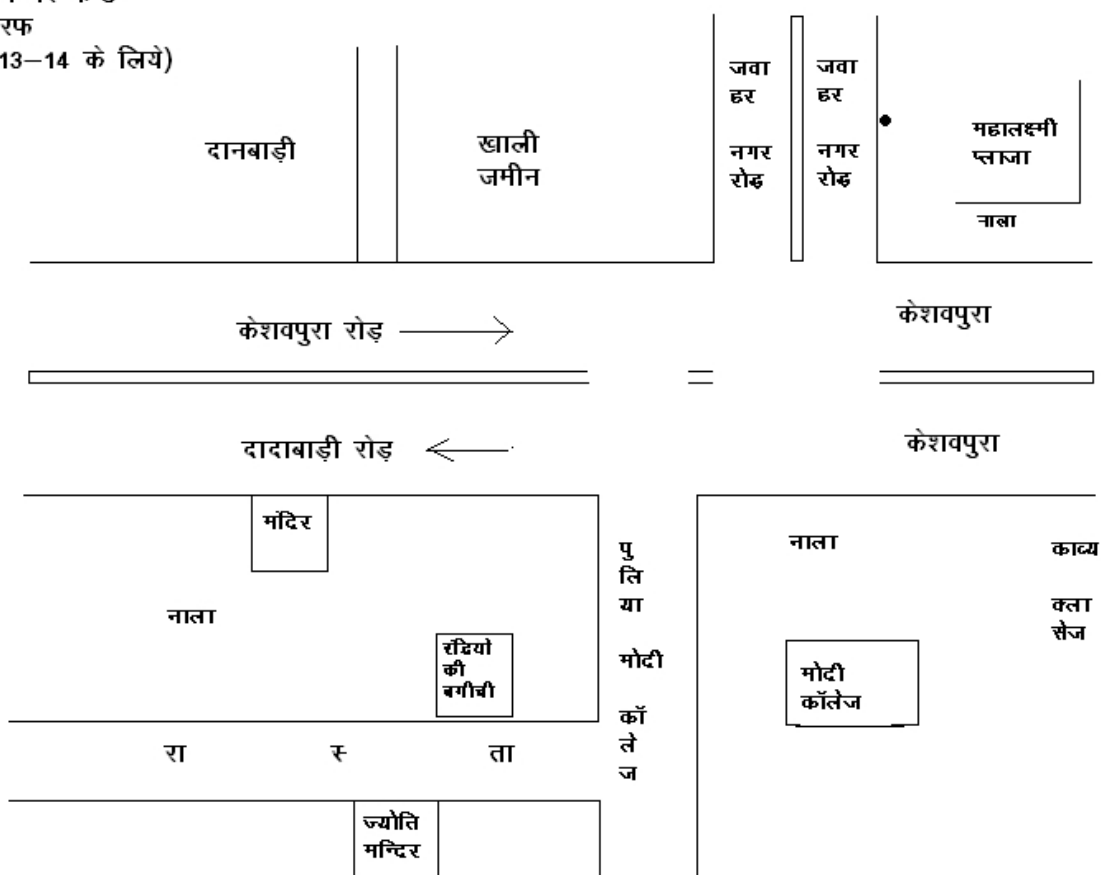 रफ
13–14 के लिये)
दानबाड़ी
खाली
जमीन
जवा
हर
नगर
रोड़
जवा
हर
नगर
रोड़
महालक्ष्मी
प्लाजा
नाला
केशवपुरा रोड़
केशवपुरा
दादाबाड़ी रोड़
केशवपुरा
मंदिर
नाला
रंडियो
की
बगीची
पु
लि
या
मोदी
कॉ
ले
ज
नाला
मोदी
कॉलेज
काव्य
क्ला
सेज
रा स्‍ ता
ज्योति
मन्दिर